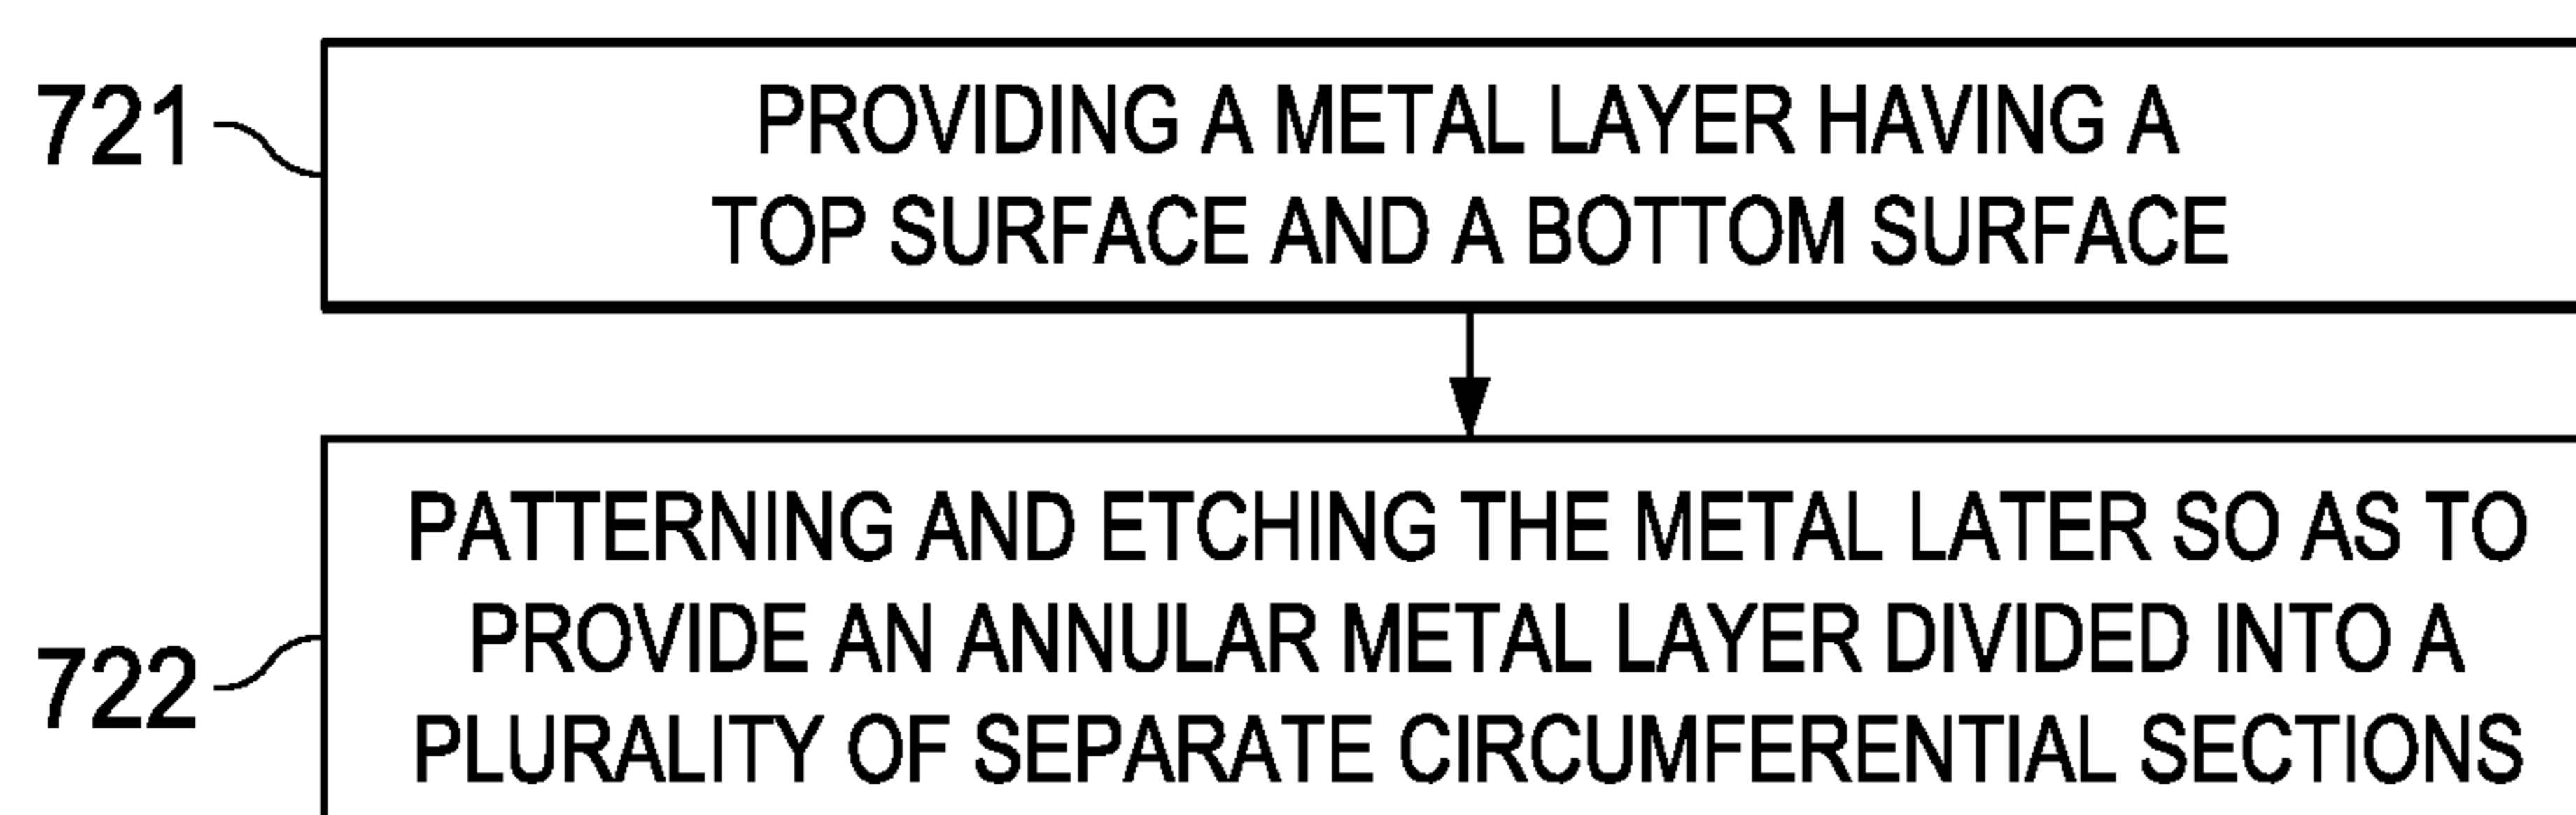 721
PROVIDING A METAL LAYER HAVING A
TOP SURFACE AND A BOTTOM SURFACE
722
PATTERNING AND ETCHING THE METAL LATER SO AS TO
PROVIDE AN ANNULAR METAL LAYER DIVIDED INTO A
PLURALITY OF SEPARATE CIRCUMFERENTIAL SECTIONS